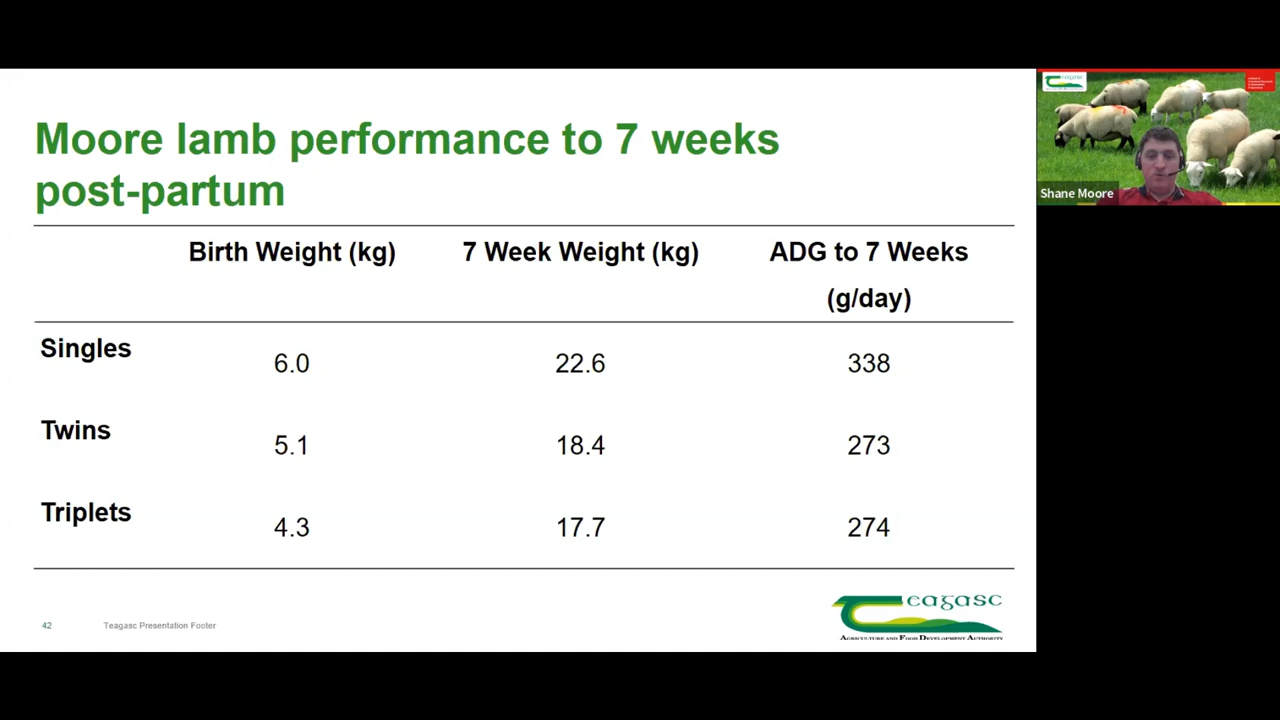 Moore lamb performance to 7 weeks
post-partum
Birth Weight (kg) 7 Week Weight (kg) ADG to 7 Weeks
(g/day)
Singles 6.0 22.6 338
Twins 5.1 18.4 273
Triplets 4.3 17.7 274
42 Teagasc Presentation Footer
eagasc
AGRICULTURE AND FOOD DEVELOPMENT AUTHORITY
Shane Moore